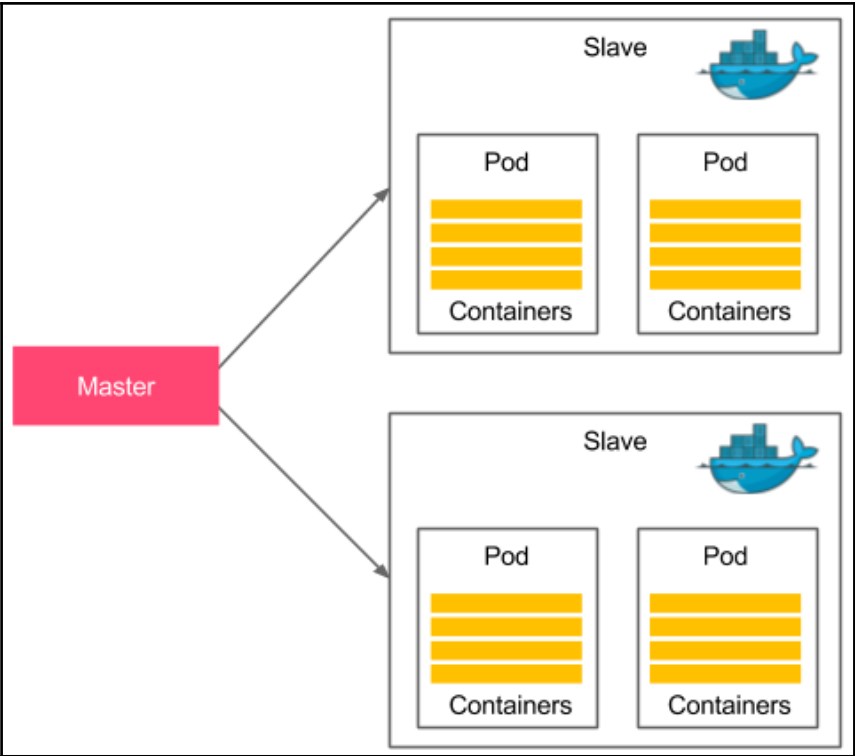 Slave
Pod
Pod
Containers
Containers
Master
Slave
Pod
Pod
Containers
Containers